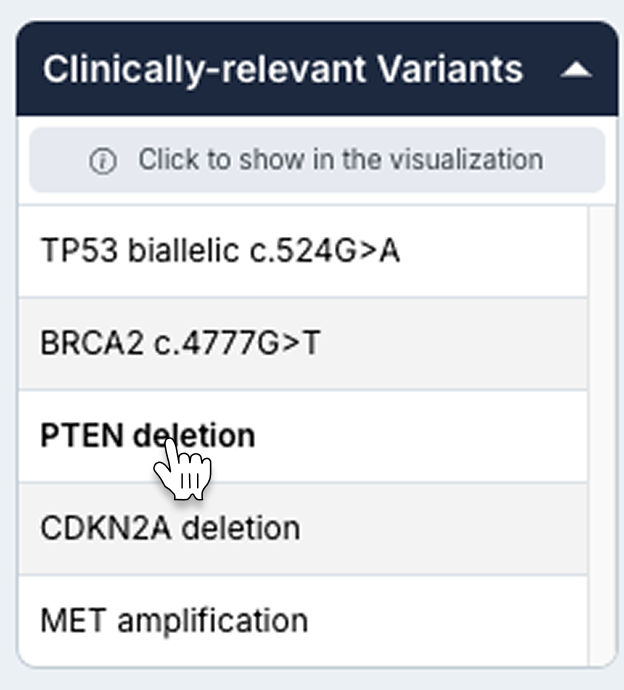 Clinically-relevant Variants
Click to show in the visualization
TP53 biallelic c.524G>A
BRCA2 c.4777G>T
PTEN deletion
CDKN2A deletion
MET amplification